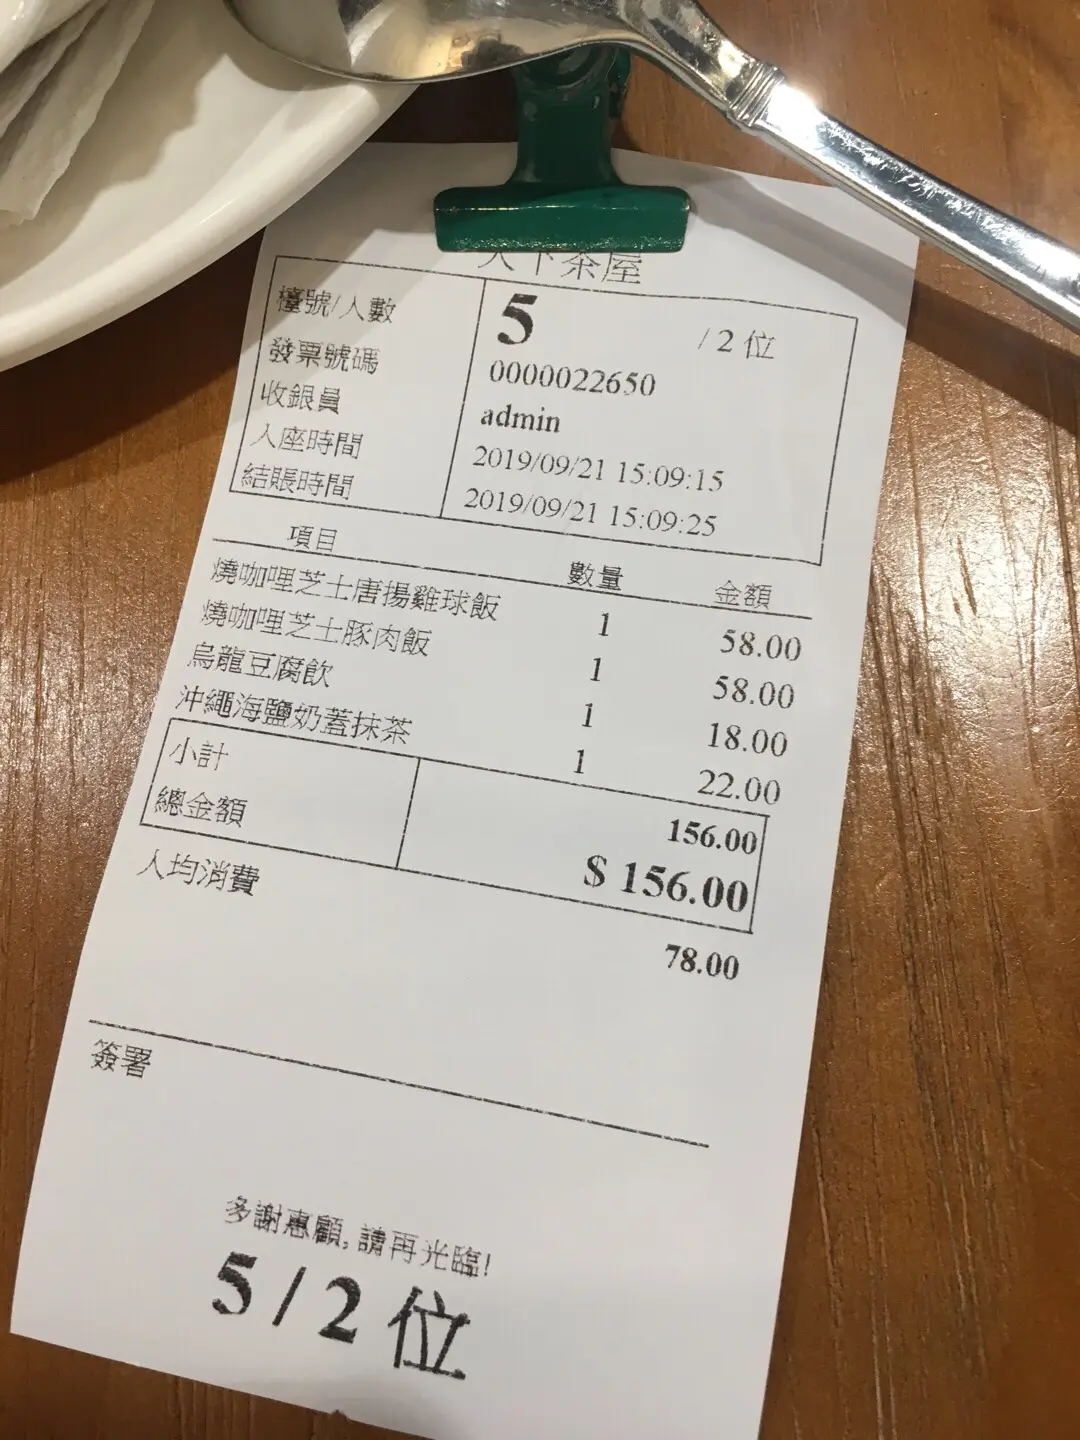 天下茶屋
檯號/人數 5 / 2 位
發票號碼 0000022650
收銀員 admin
入座時間 2019/09/21 15:09:15
結賬時間 2019/09/21 15:09:25
項目 數量 金額
燒咖哩芝士唐揚雞球飯 1 58.00
燒咖哩芝士豚肉飯 1 58.00
烏龍豆腐飲 1 18.00
沖繩海鹽奶蓋抹茶 1 22.00
小計 156.00
總金額 $ 156.00
人均消費 78.00
簽署
多謝惠顧, 請再光臨!
5 / 2 位